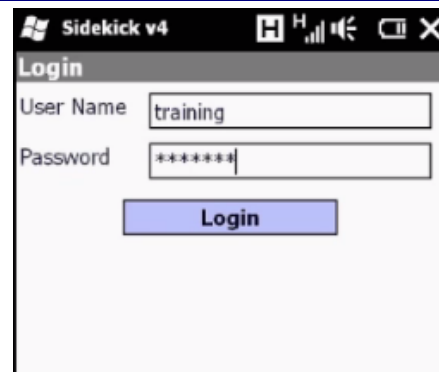 Sidekick v4 H H
Login
User Name training
Password *******
Login